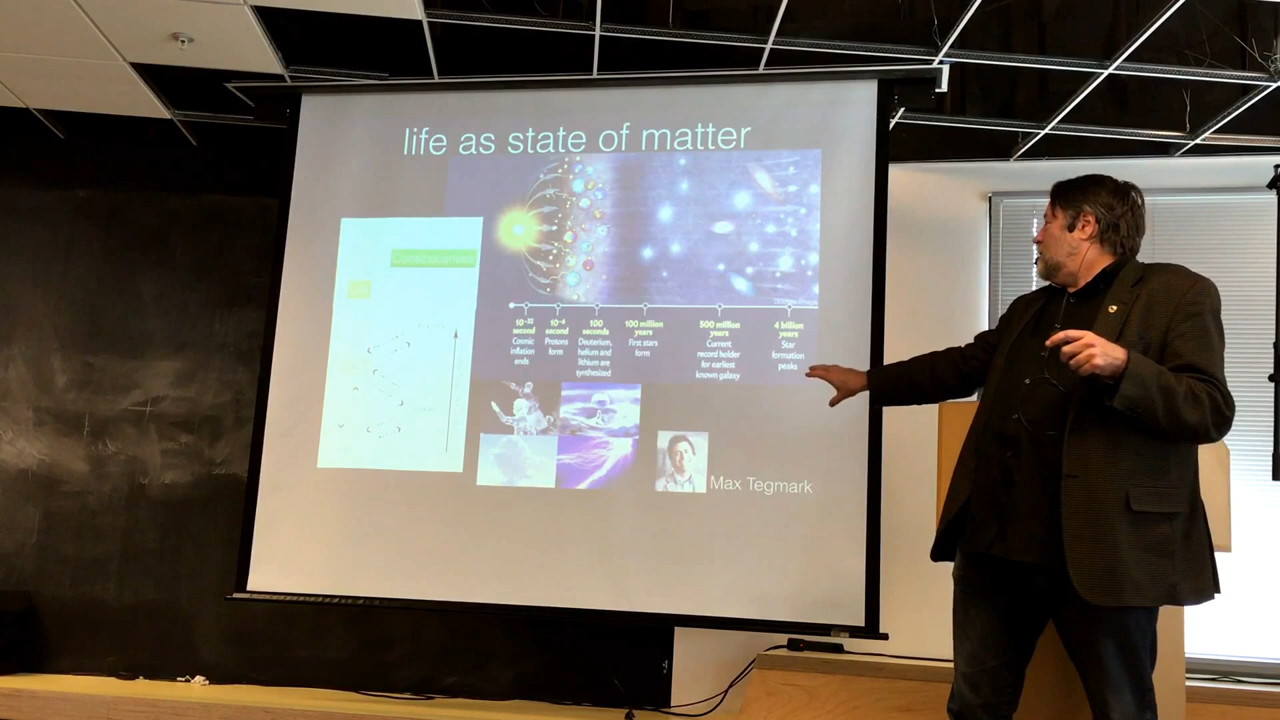 life as state of matter
Consciousness
10⁻³² second
Cosmic inflation ends
10⁻⁶ second
Protons form
100 seconds
Deuterium, helium and lithium are synthesized
100 million years
First stars form
500 million years
Current record holder for earliest known galaxy
4 billion years
Star formation peaks
Max Tegmark